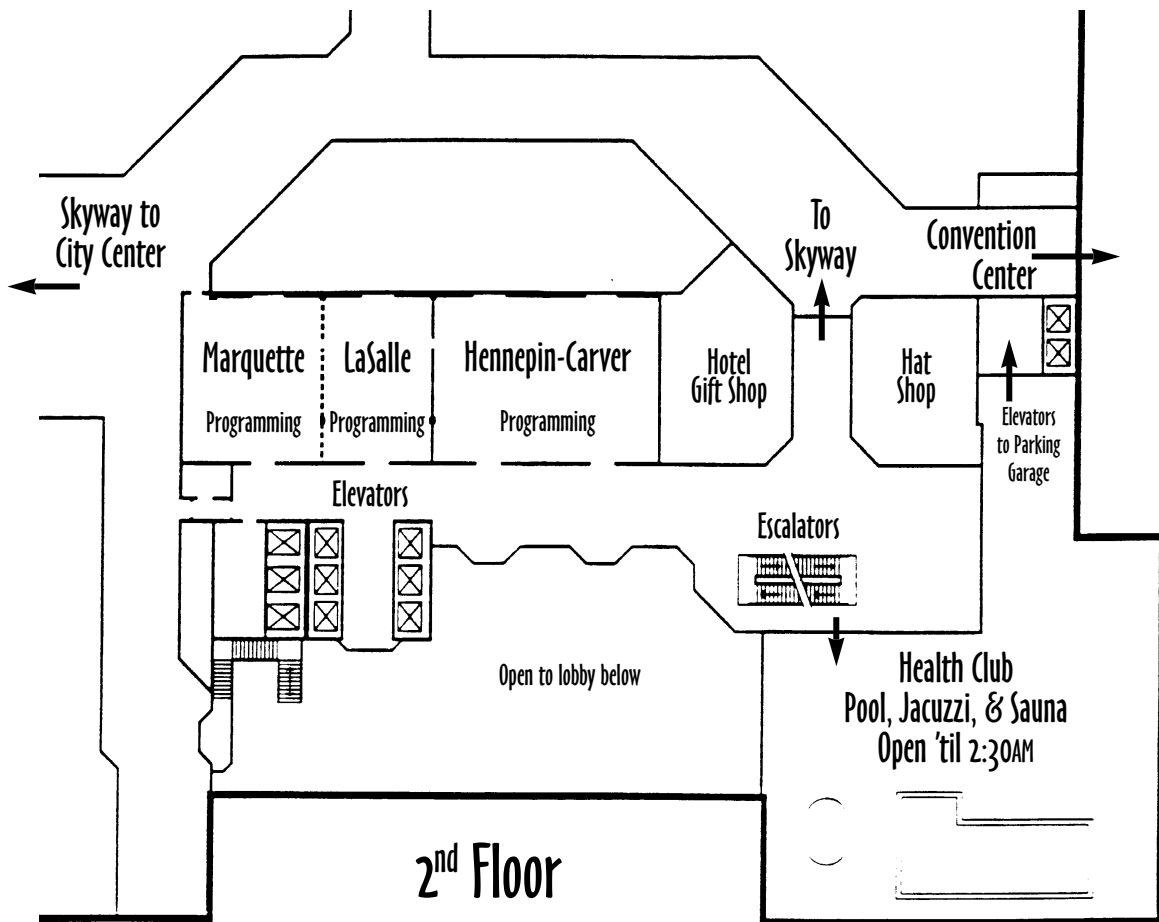 Skyway to
City Center
To
Skyway
Convention
Center
Marquette
Programming
LaSalle
Programming
Hennepin-Carver
Programming
Hotel
Gift Shop
Hat
Shop
Elevators
to Parking
Garage
Elevators
Escalators
Open to lobby below
Health Club
Pool, Jacuzzi, & Sauna
Open 'til 2:30AM
2nd Floor